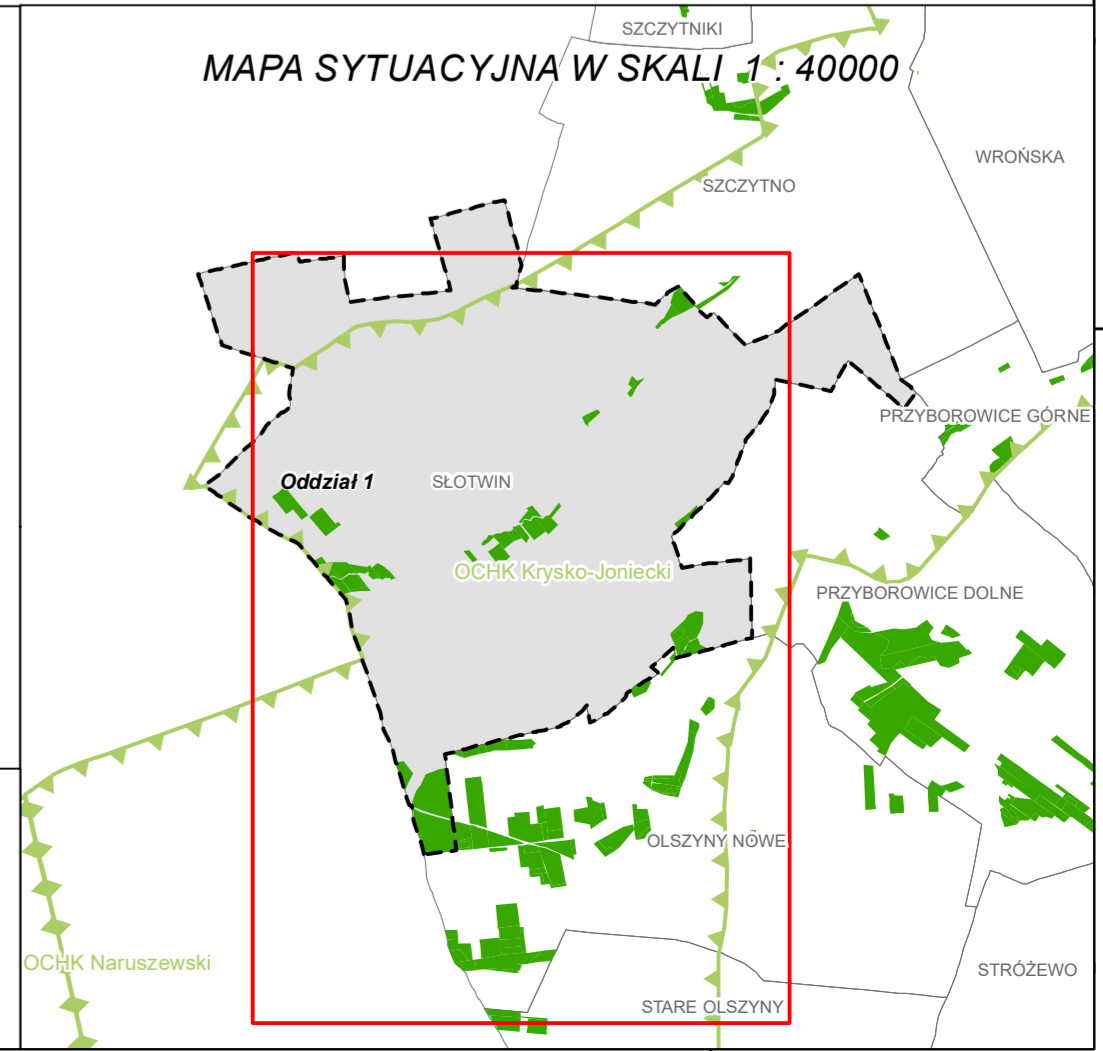 SZCZYTNIKI
MAPA SYTUACYJNA W SKALI 1 : 40000
WROŃSKA
SZCZYTNO
PRZYBOROWICE GÓRNE
Oddział 1
SŁOTWIN
OCHK Krysko-Joniecki
PRZYBOROWICE DOLNE
OLSZYNY NOWE
OCHK Naruszewski
STRÓŻEWO
STARE OLSZYNY